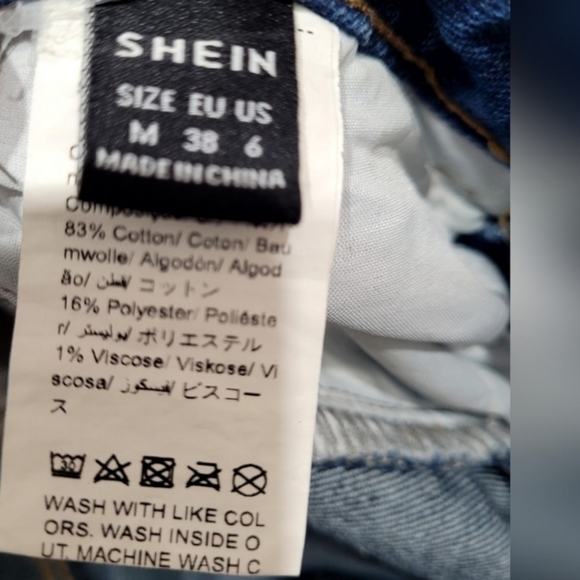 SHEIN
SIZE EU US
M 38 6
MADE IN CHINA
83% Cotton/ Coton/ Bau
mwolle/ Algodón/ Algod
ão/ قطن/ コットン
16% Polyester/ Polieste
r/ بوليستر/ ポリエステル
1% Viscose/ Viskose/ Vi
scosa/ فيسكوز/ ビスコー
ス
30
WASH WITH LIKE COL
ORS. WASH INSIDE O
UT. MACHINE WASH C